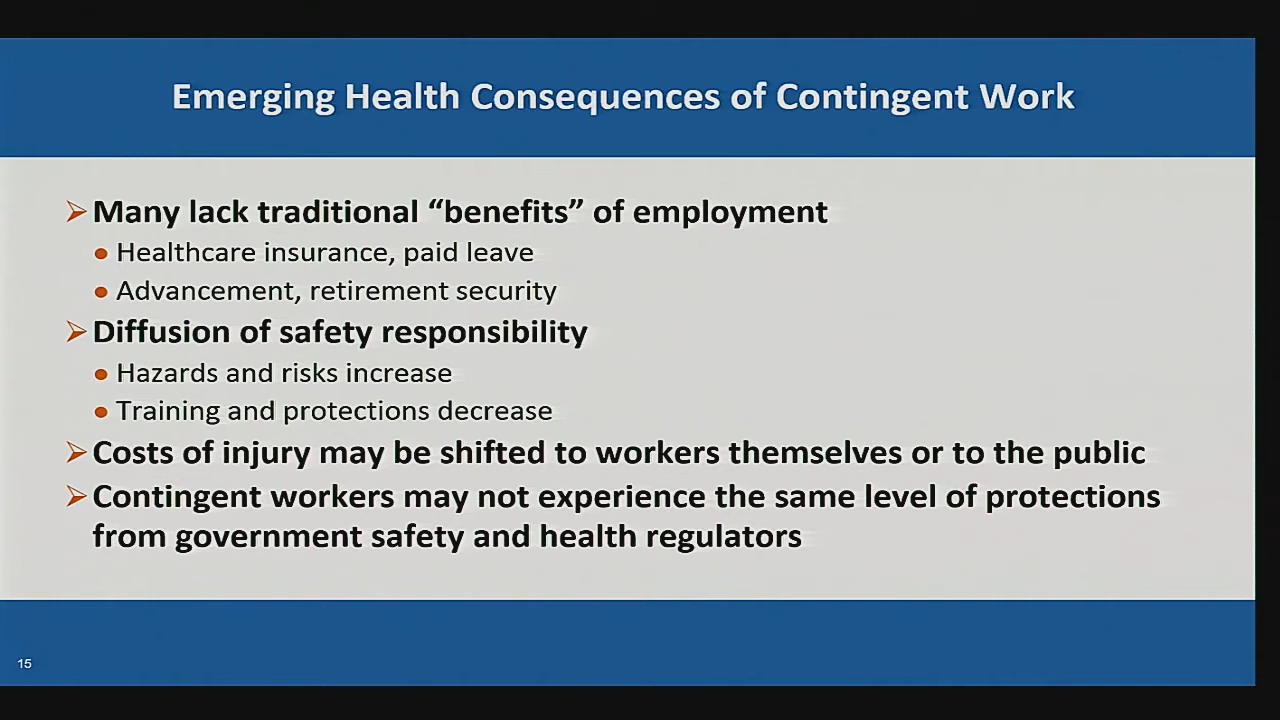 Emerging Health Consequences of Contingent Work
Many lack traditional “benefits” of employment
Healthcare insurance, paid leave
Advancement, retirement security
Diffusion of safety responsibility
Hazards and risks increase
Training and protections decrease
Costs of injury may be shifted to workers themselves or to the public
Contingent workers may not experience the same level of protections
from government safety and health regulators
15